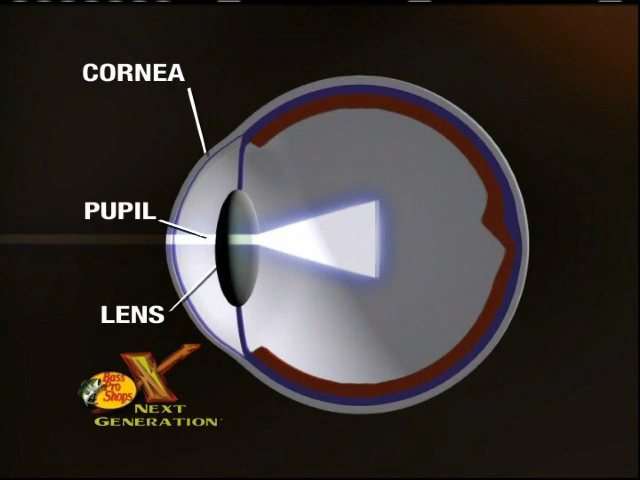 CORNEA
PUPIL
LENS
Bass
Pro
Shops
X
NEXT
GENERATION